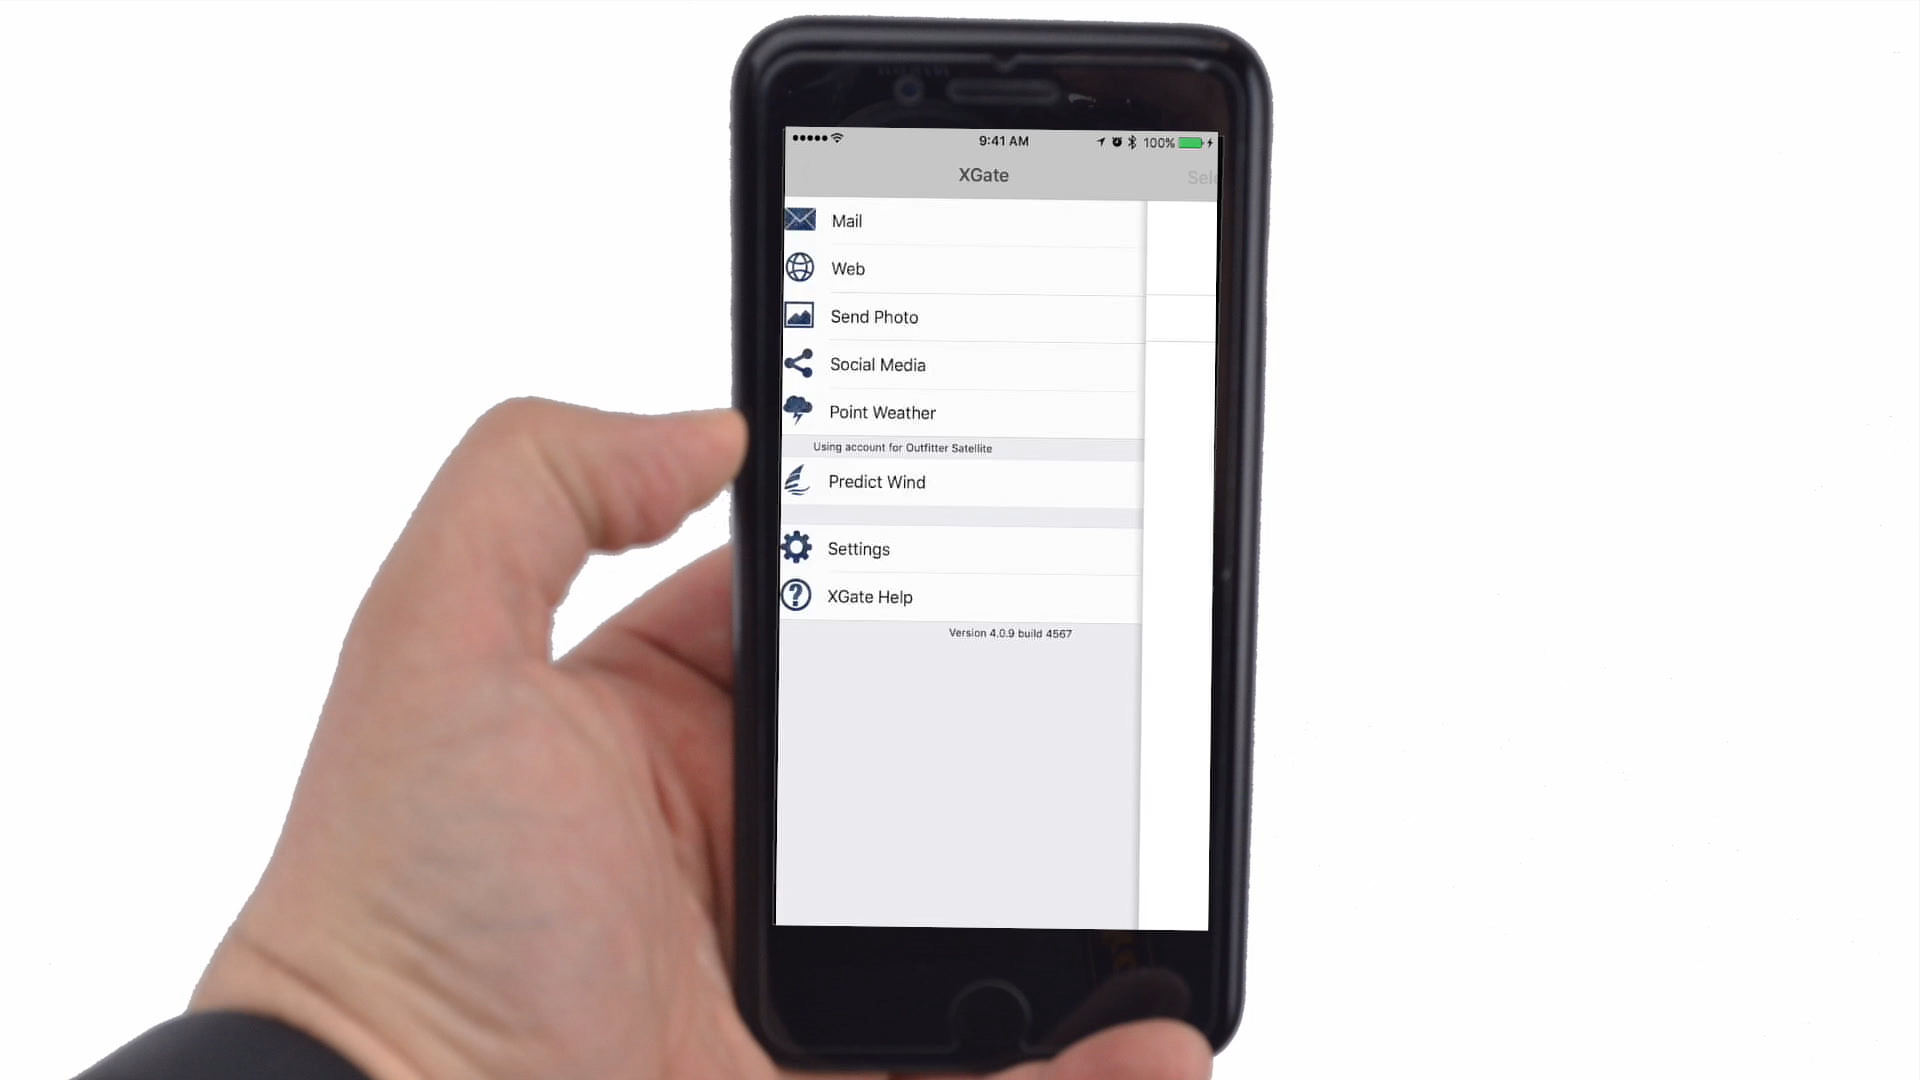 9:41 AM 100%
XGate
Mail
Web
Send Photo
Social Media
Point Weather
Using account for Outfitter Satellite
Predict Wind
Settings
XGate Help
Version 4.0.9 build 4567